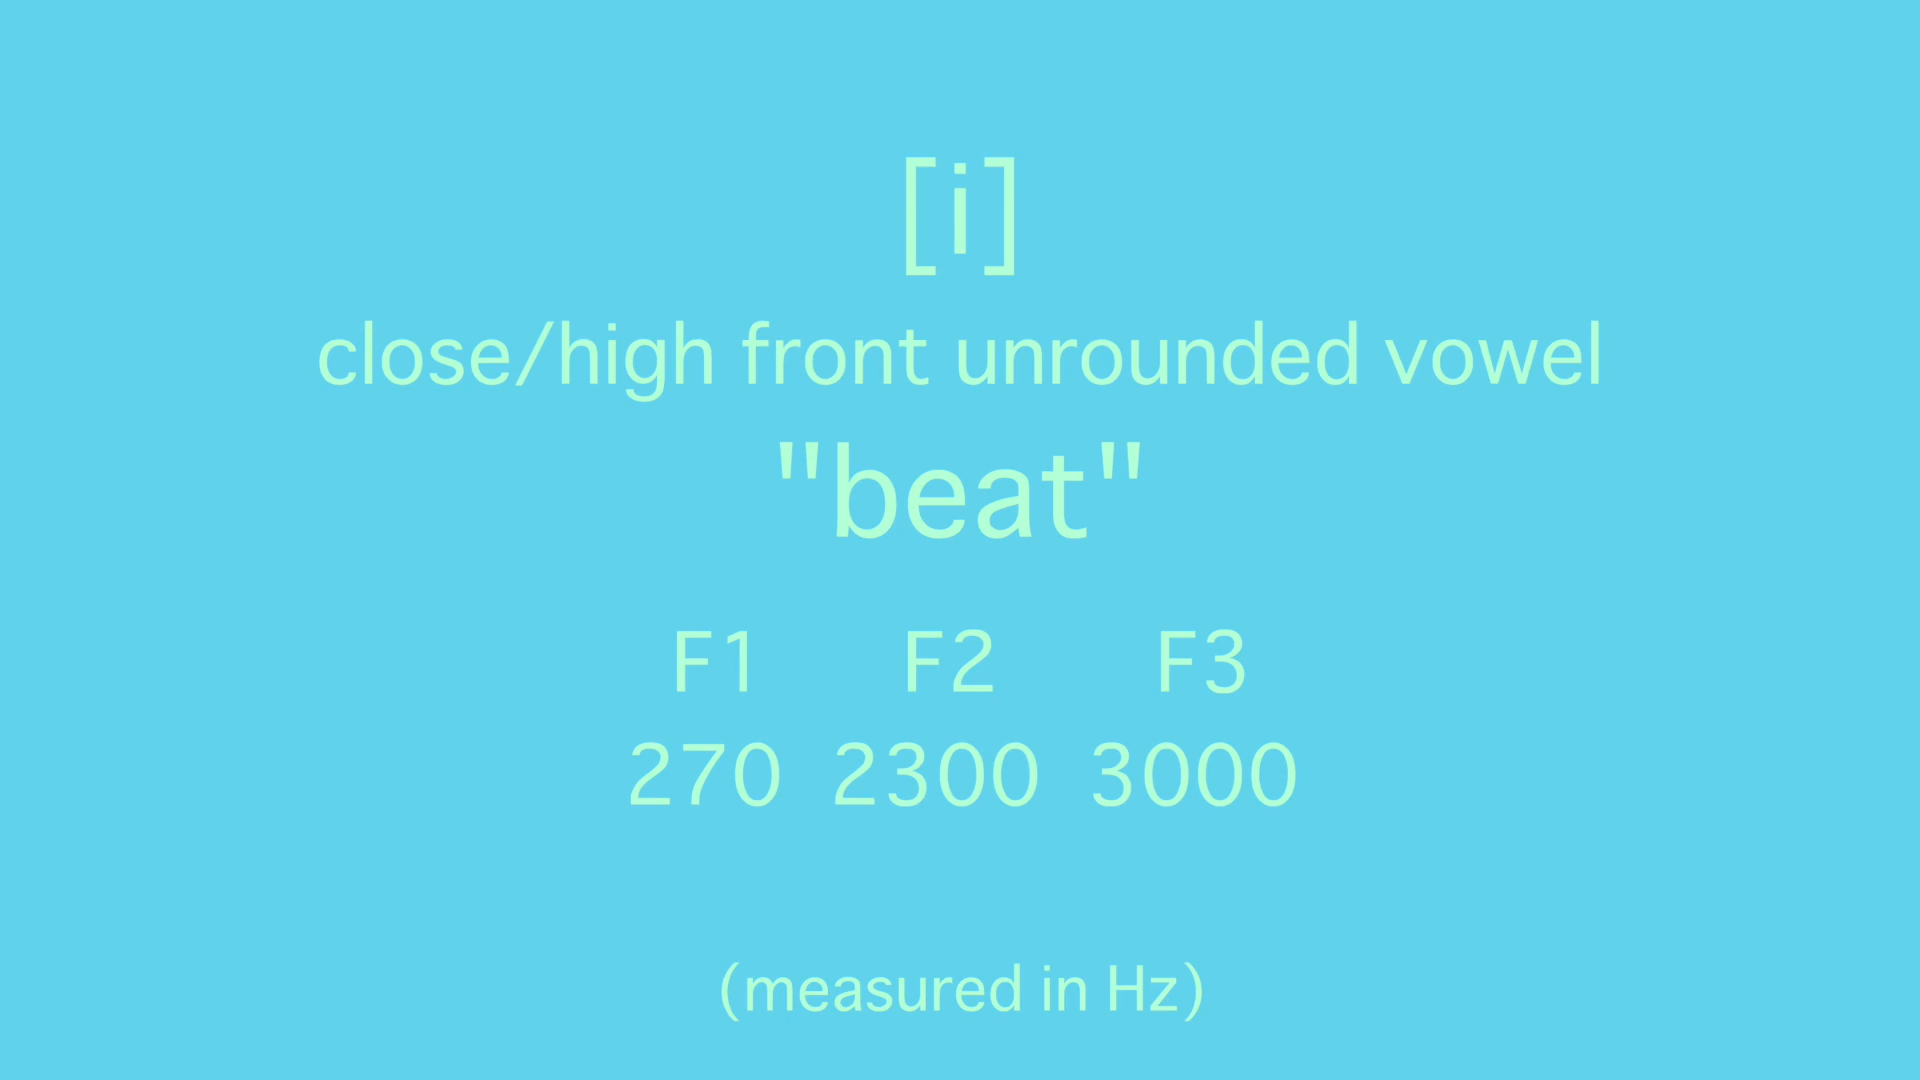 [i]
close/high front unrounded vowel
"beat"
F1 F2 F3
270 2300 3000
(measured in Hz)